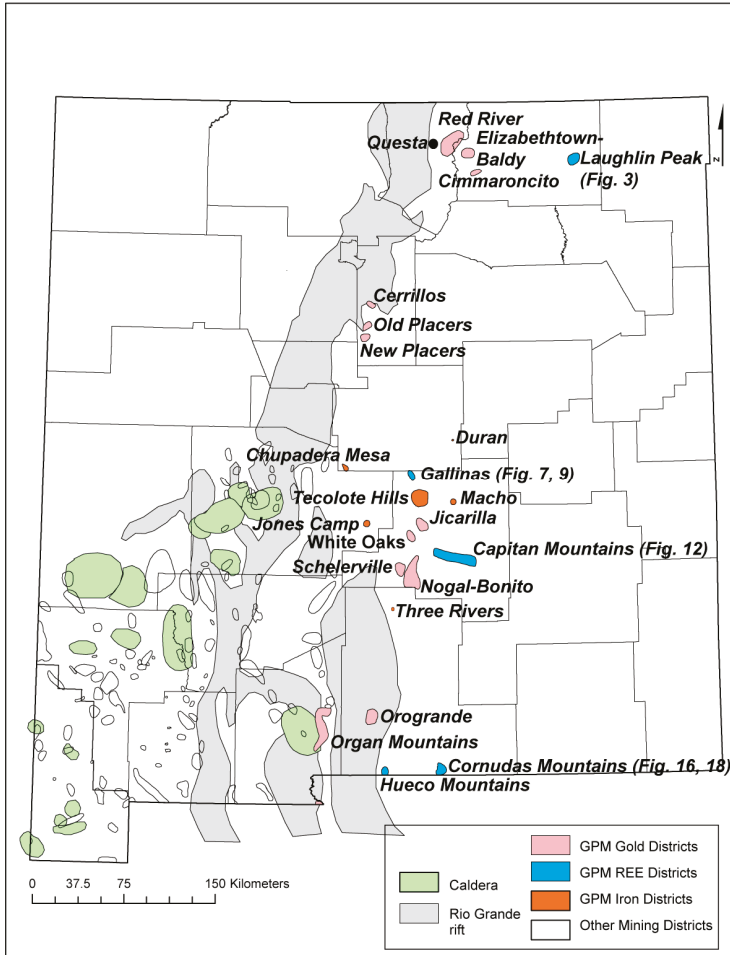 Red River
Questa
Elizabethtown-
Baldy
Cimmaroncito
Laughlin Peak
(Fig. 3)
N
Cerrillos
Old Placers
New Placers
Duran
Chupadera Mesa
Gallinas (Fig. 7, 9)
Tecolote Hills
Macho
Jones Camp
Jicarilla
White Oaks
Capitan Mountains (Fig. 12)
Schelerville
Nogal-Bonito
Three Rivers
Orogrande
Organ Mountains
Cornudas Mountains (Fig. 16, 18)
Hueco Mountains
0 37.5 75 150 Kilometers
Caldera
Rio Grande
rift
GPM Gold Districts
GPM REE Districts
GPM Iron Districts
Other Mining Districts